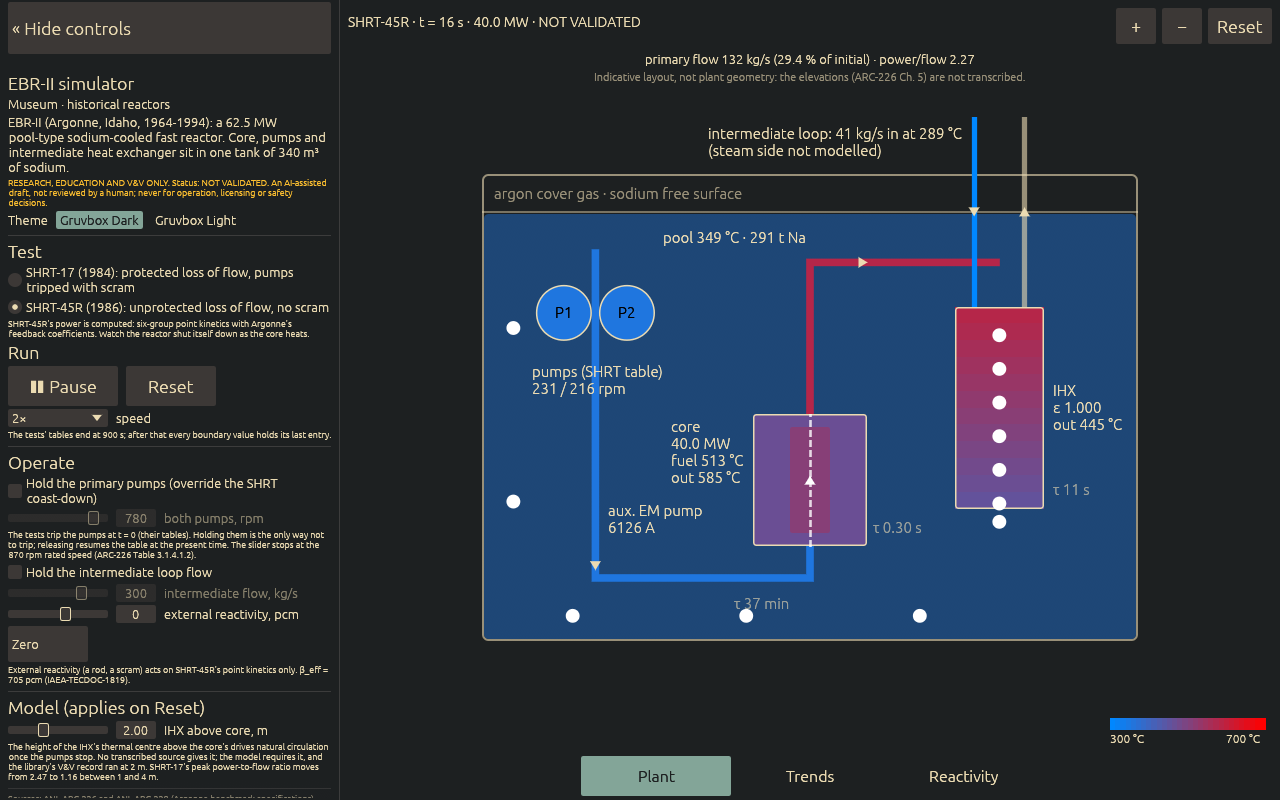 « Hide controls
EBR-II simulator
Museum · historical reactors
EBR-II (Argonne, Idaho, 1964-1994): a 62.5 MW
pool-type sodium-cooled fast reactor. Core, pumps and
intermediate heat exchanger sit in one tank of 340 m³
of sodium.
RESEARCH, EDUCATION AND V&V ONLY. Status: NOT VALIDATED. An AI-assisted
draft, not reviewed by a human; never for operation, licensing or safety
decisions.
Theme Gruvbox Dark Gruvbox Light
Test
SHRT-17 (1984): protected loss of flow, pumps
tripped with scram
SHRT-45R (1986): unprotected loss of flow, no scram
SHRT-45R's power is computed: six-group point kinetics with Argonne's
feedback coefficients. Watch the reactor shut itself down as the core heats.
Run
Pause Reset
2× speed
The tests' tables end at 900 s; after that every boundary value holds its last entry.
Operate
Hold the primary pumps (override the SHRT
coast-down)
780 both pumps, rpm
The tests trip the pumps at t = 0 (their tables). Holding them is the only way not
to trip; releasing resumes the table at the present time. The slider stops at the
870 rpm rated speed (ARC-226 Table 3.1.4.1.2).
Hold the intermediate loop flow
300 intermediate flow, kg/s
0 external reactivity, pcm
Zero
External reactivity (a rod, a scram) acts on SHRT-45R's point kinetics only. β_eff =
705 pcm (IAEA-TECDOC-1819).
Model (applies on Reset)
2.00 IHX above core, m
The height of the IHX's thermal centre above the core's drives natural circulation
once the pumps stop. No transcribed source gives it; the model requires it, and
the library's V&V record ran at 2 m. SHRT-17's peak power-to-flow ratio moves
from 2.47 to 1.16 between 1 and 4 m.
SHRT-45R · t = 16 s · 40.0 MW · NOT VALIDATED
+ − Reset
primary flow 132 kg/s (29.4 % of initial) · power/flow 2.27
Indicative layout, not plant geometry: the elevations (ARC-226 Ch. 5) are not transcribed.
intermediate loop: 41 kg/s in at 289 °C
(steam side not modelled)
argon cover gas · sodium free surface
pool 349 °C · 291 t Na
P1 P2
pumps (SHRT table)
231 / 216 rpm
core
40.0 MW
fuel 513 °C
out 585 °C
IHX
ε 1.000
out 445 °C
τ 11 s
aux. EM pump
6126 A
τ 0.30 s
τ 37 min
300 °C 700 °C
Plant Trends Reactivity